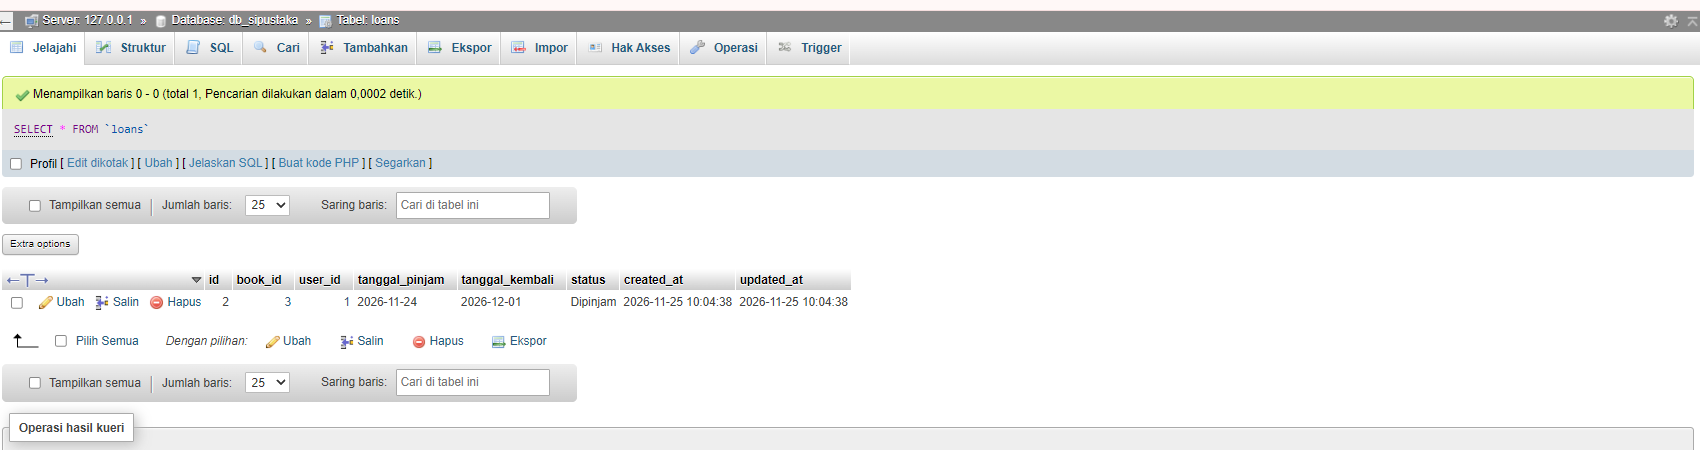 Server: 127.0.0.1 » Database: db_sipustaka » Tabel: loans
Jelajahi Struktur SQL Cari Tambahkan Ekspor Impor Hak Akses Operasi Trigger
Menampilkan baris 0 - 0 (total 1, Pencarian dilakukan dalam 0,0002 detik.)
SELECT * FROM `loans`
Profil [ Edit dikotak ] [ Ubah ] [ Jelaskan SQL ] [ Buat kode PHP ] [ Segarkan ]
Tampilkan semua | Jumlah baris: 25 Saring baris: Cari di tabel ini
Extra options
←T→ id book_id user_id tanggal_pinjam tanggal_kembali status created_at updated_at
Ubah Salin Hapus 2 3 1 2026-11-24 2026-12-01 Dipinjam 2026-11-25 10:04:38 2026-11-25 10:04:38
Pilih Semua Dengan pilihan: Ubah Salin Hapus Ekspor
Tampilkan semua | Jumlah baris: 25 Saring baris: Cari di tabel ini
Operasi hasil kueri